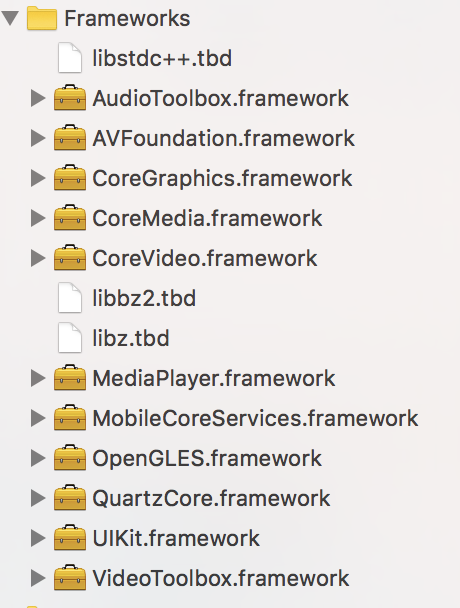 Frameworks
libstdc++.tbd
AudioToolbox.framework
AVFoundation.framework
CoreGraphics.framework
CoreMedia.framework
CoreVideo.framework
libbz2.tbd
libz.tbd
MediaPlayer.framework
MobileCoreServices.framework
OpenGLES.framework
QuartzCore.framework
UIKit.framework
VideoToolbox.framework